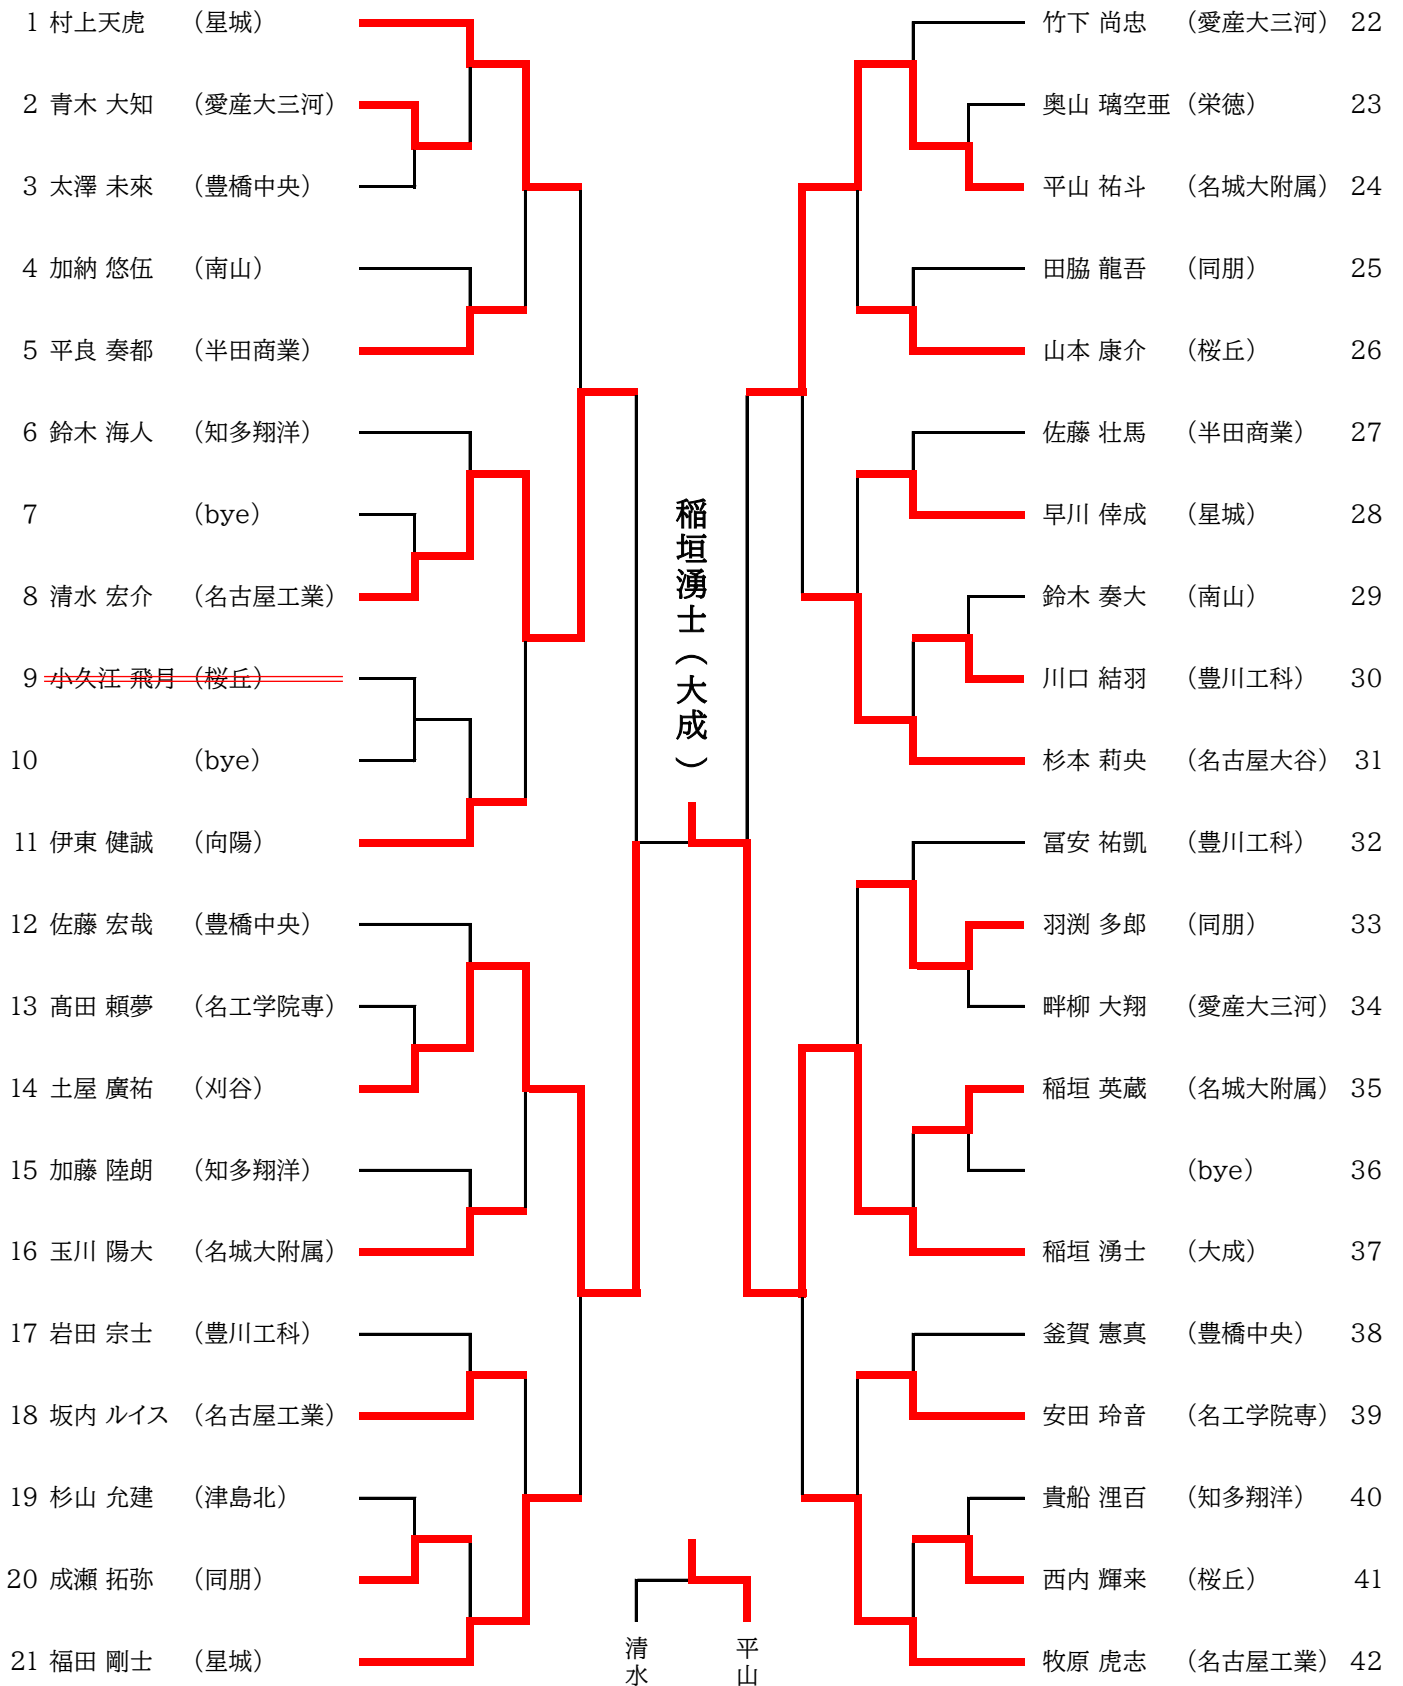 1 村上天虎 （星城）
2 青木 大知 （愛産大三河）
3 太澤 未來 （豊橋中央）
4 加納 悠伍 （南山）
5 平良 奏都 （半田商業）
6 鈴木 海人 （知多翔洋）
7 （bye）
8 清水 宏介 （名古屋工業）
9 小久江 飛月 （桜丘）
10 （bye）
11 伊東 健誠 （向陽）
12 佐藤 宏哉 （豊橋中央）
13 髙田 頼夢 （名工学院専）
14 土屋 廣祐 （刈谷）
15 加藤 陸朗 （知多翔洋）
16 玉川 陽大 （名城大附属）
17 岩田 宗士 （豊川工科）
18 坂内 ルイス （名古屋工業）
19 杉山 允建 （津島北）
20 成瀬 拓弥 （同朋）
21 福田 剛士 （星城）
稲垣湧士（大成）
清水
平山
竹下 尚忠 （愛産大三河） 22
奥山 璃空亜 （栄徳） 23
平山 祐斗 （名城大附属） 24
田脇 龍吾 （同朋） 25
山本 康介 （桜丘） 26
佐藤 壮馬 （半田商業） 27
早川 倖成 （星城） 28
鈴木 奏大 （南山） 29
川口 結羽 （豊川工科） 30
杉本 莉央 （名古屋大谷） 31
冨安 祐凱 （豊川工科） 32
羽渕 多郎 （同朋） 33
畔柳 大翔 （愛産大三河） 34
稲垣 英蔵 （名城大附属） 35
（bye） 36
稲垣 湧士 （大成） 37
釜賀 憲真 （豊橋中央） 38
安田 玲音 （名工学院専） 39
貴船 浬百 （知多翔洋） 40
西内 輝来 （桜丘） 41
牧原 虎志 （名古屋工業） 42